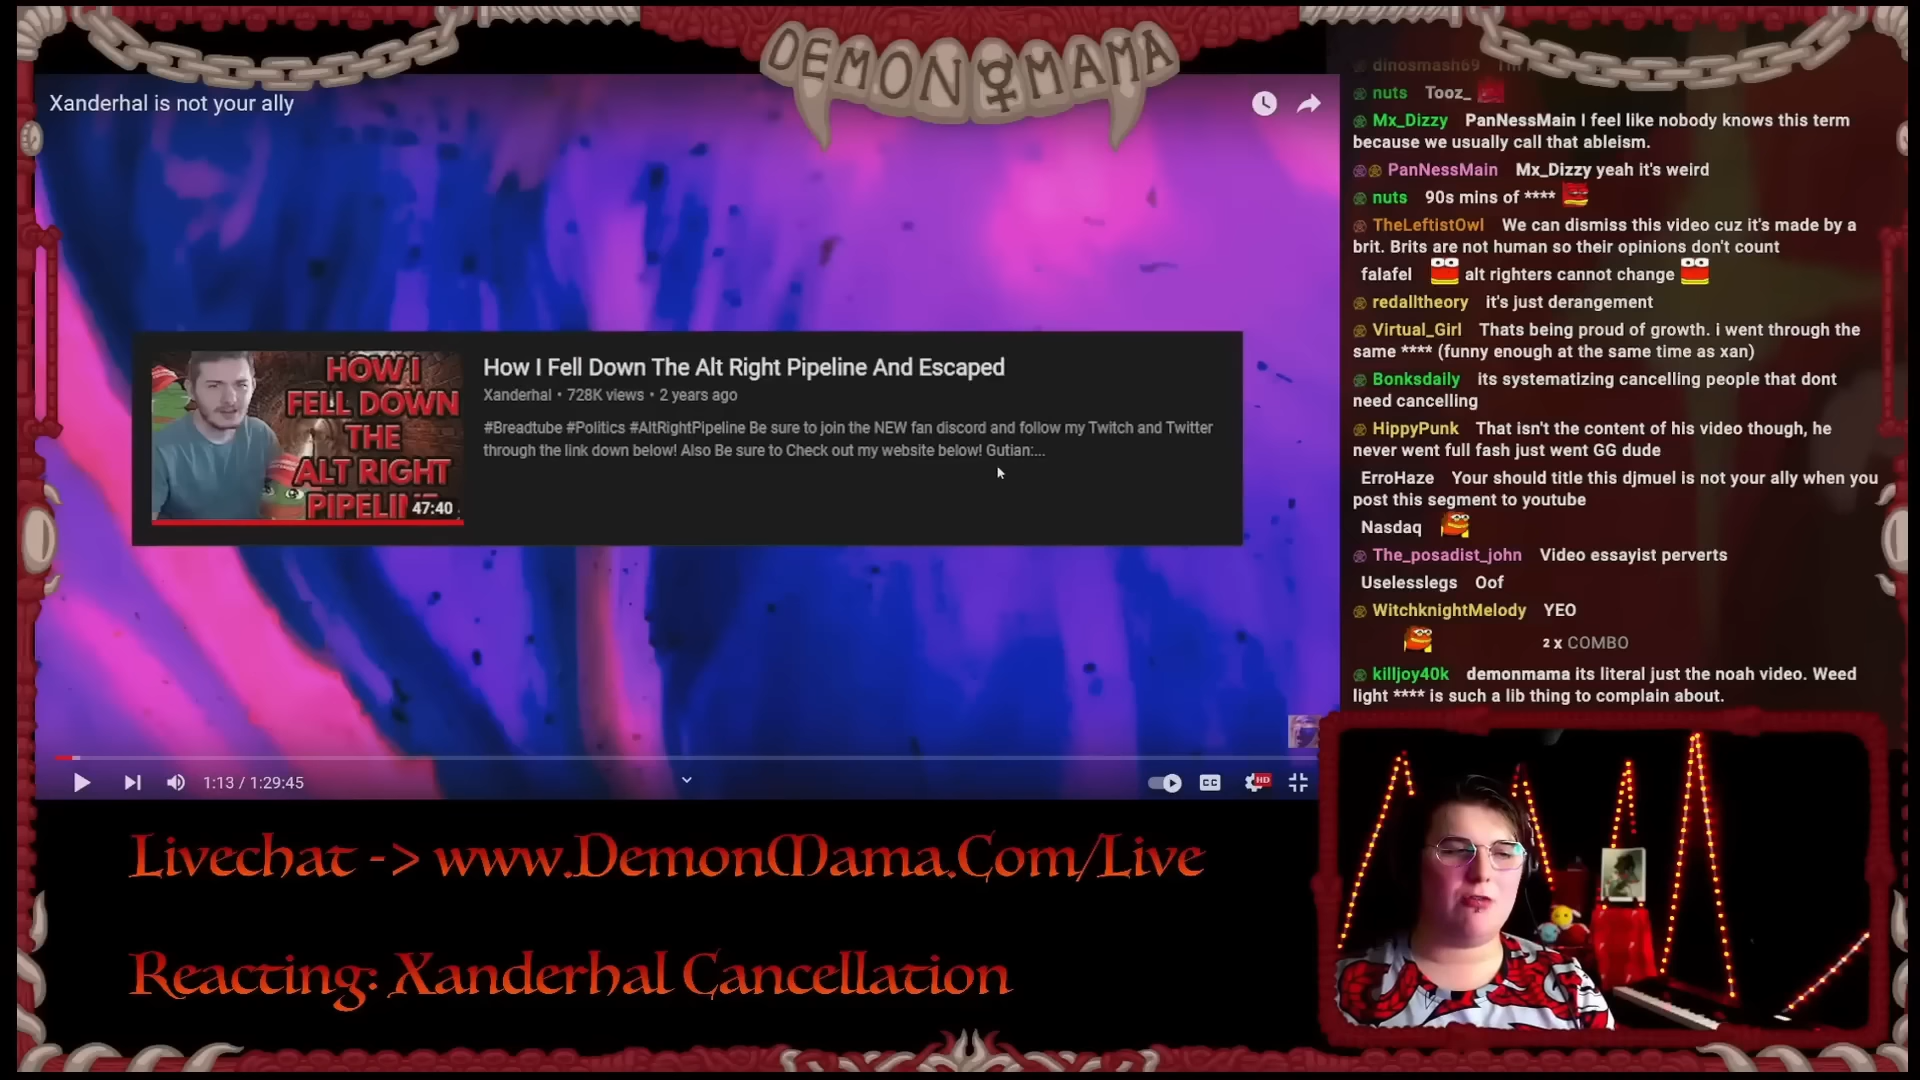 DEMON MAMA
Xanderhal is not your ally
HOW I
FELL DOWN
THE
ALT RIGHT
47:40
How I Fell Down The Alt Right Pipeline And Escaped
Xanderhal • 728K views • 2 years ago
#Breadtube #Politics #AltRightPipeline Be sure to join the NEW fan discord and follow my Twitch and Twitter
through the link down below! Also Be sure to Check out my website below! Gutian:...
1:13 / 1:29:45
CC
HD
Livechat -> www.DemonMama.Com/Live
Reacting: Xanderhal Cancellation
dinosmash69
nuts Tooz_
Mx_Dizzy PanNessMain I feel like nobody knows this term
because we usually call that ableism.
PanNessMain Mx_Dizzy yeah it's weird
nuts 90s mins of ****
TheLeftistOwl We can dismiss this video cuz it's made by a
brit. Brits are not human so their opinions don't count
falafel alt righters cannot change
redalltheory it's just derangement
Virtual_Girl Thats being proud of growth. i went through the
same **** (funny enough at the same time as xan)
Bonksdaily its systematizing cancelling people that dont
need cancelling
HippyPunk That isn't the content of his video though, he
never went full fash just went GG dude
ErroHaze Your should title this djmuel is not your ally when you
post this segment to youtube
Nasdaq
The_posadist_john Video essayist perverts
Uselesslegs Oof
WitchknightMelody YEO
2 x COMBO
killjoy40k demonmama its literal just the noah video. Weed
light **** is such a lib thing to complain about.